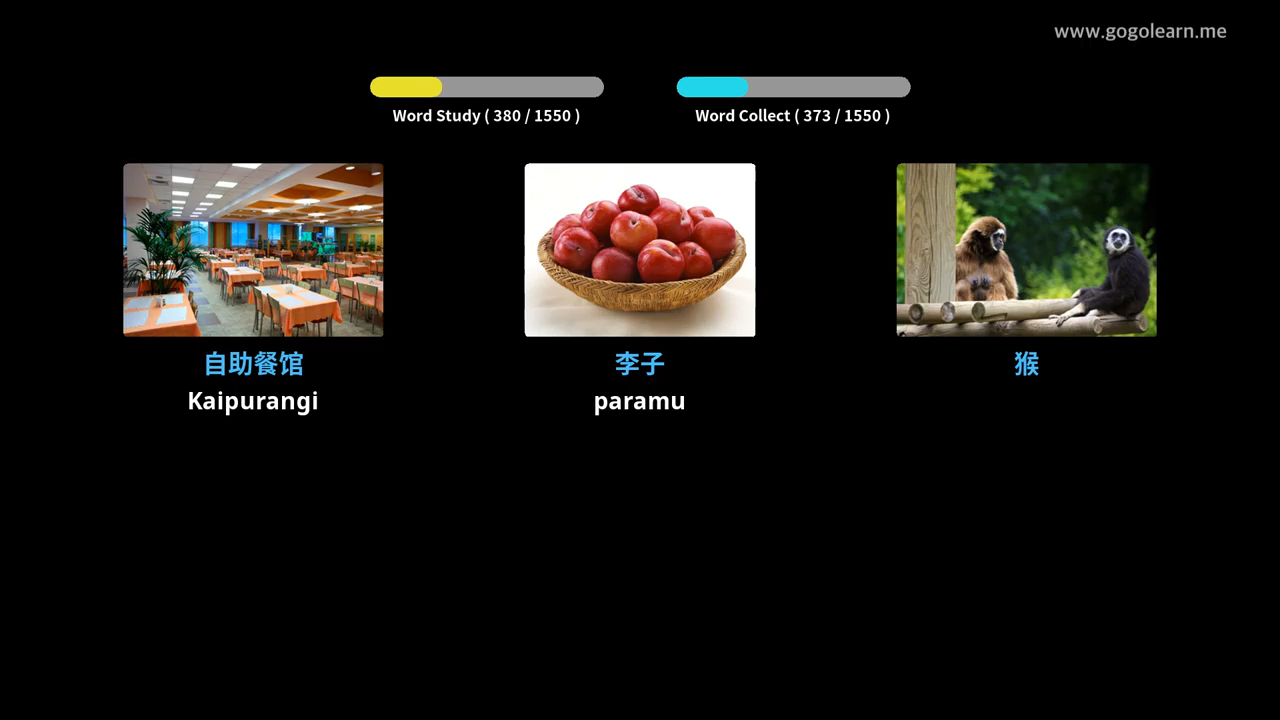 www.gogolearn.me
Word Study ( 380 / 1550 )
Word Collect ( 373 / 1550 )
自助餐馆
Kaipurangi
李子
paramu
猴